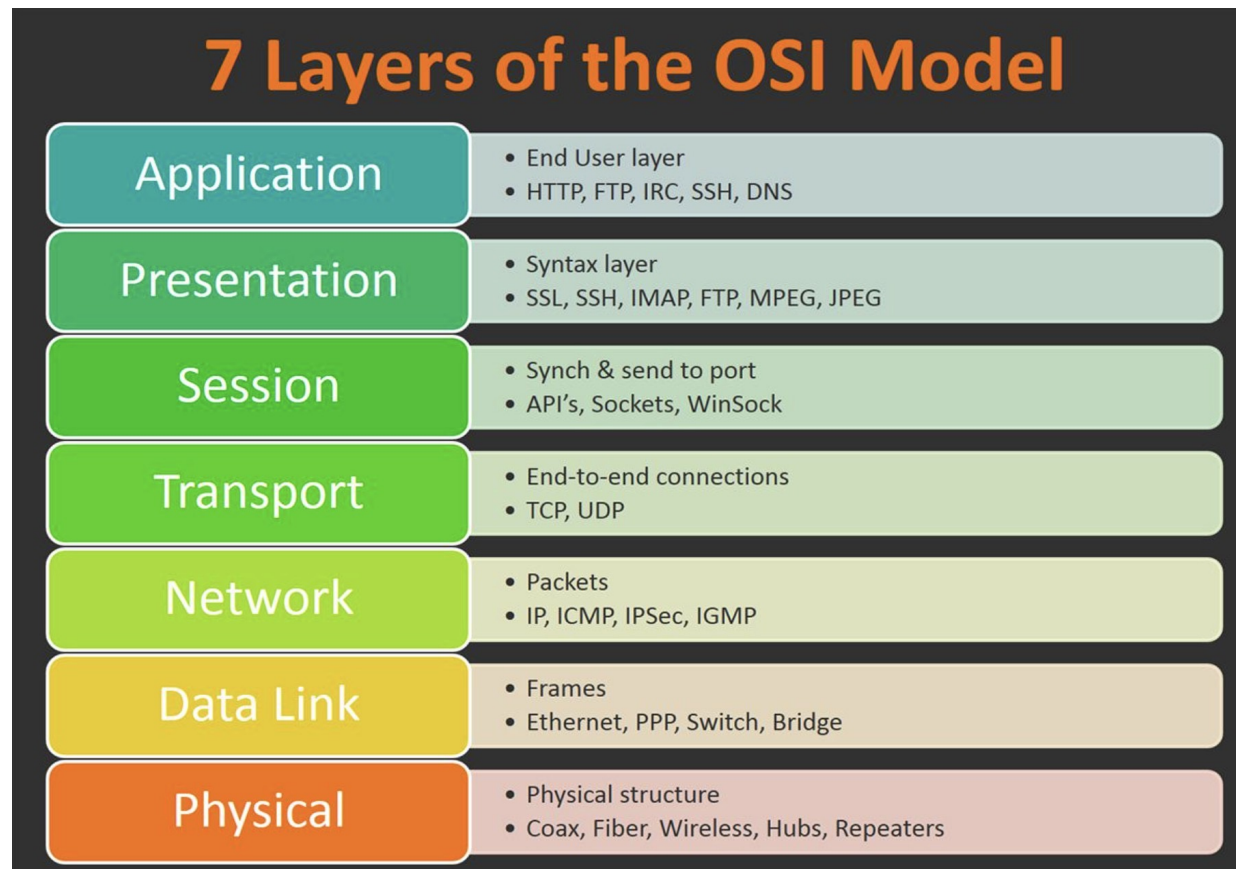 7 Layers of the OSI Model
Application
• End User layer
• HTTP, FTP, IRC, SSH, DNS
Presentation
• Syntax layer
• SSL, SSH, IMAP, FTP, MPEG, JPEG
Session
• Synch & send to port
• API’s, Sockets, WinSock
Transport
• End-to-end connections
• TCP, UDP
Network
• Packets
• IP, ICMP, IPSec, IGMP
Data Link
• Frames
• Ethernet, PPP, Switch, Bridge
Physical
• Physical structure
• Coax, Fiber, Wireless, Hubs, Repeaters